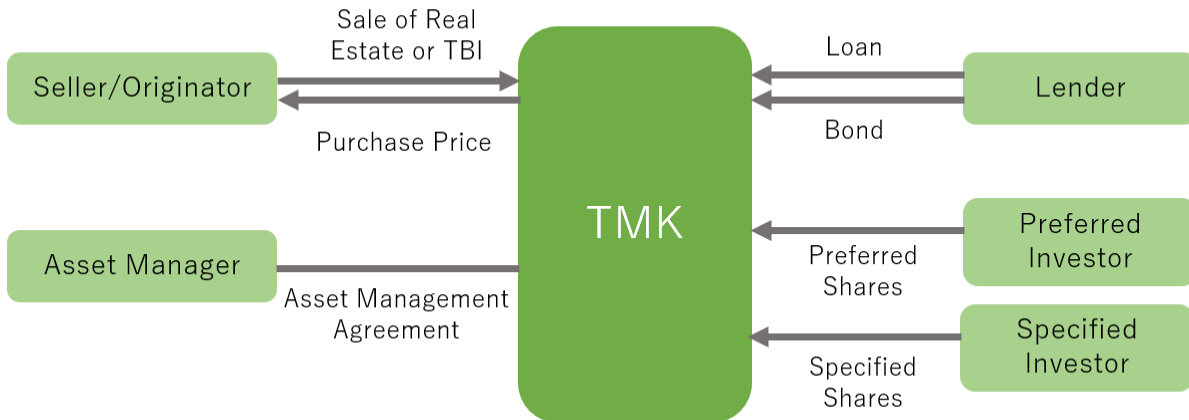 Sale of Real
Estate or TBI
Seller/Originator
Purchase Price
Asset Manager
Asset Management
Agreement
TMK
Loan
Lender
Bond
Preferred
Investor
Preferred
Shares
Specified
Investor
Specified
Shares